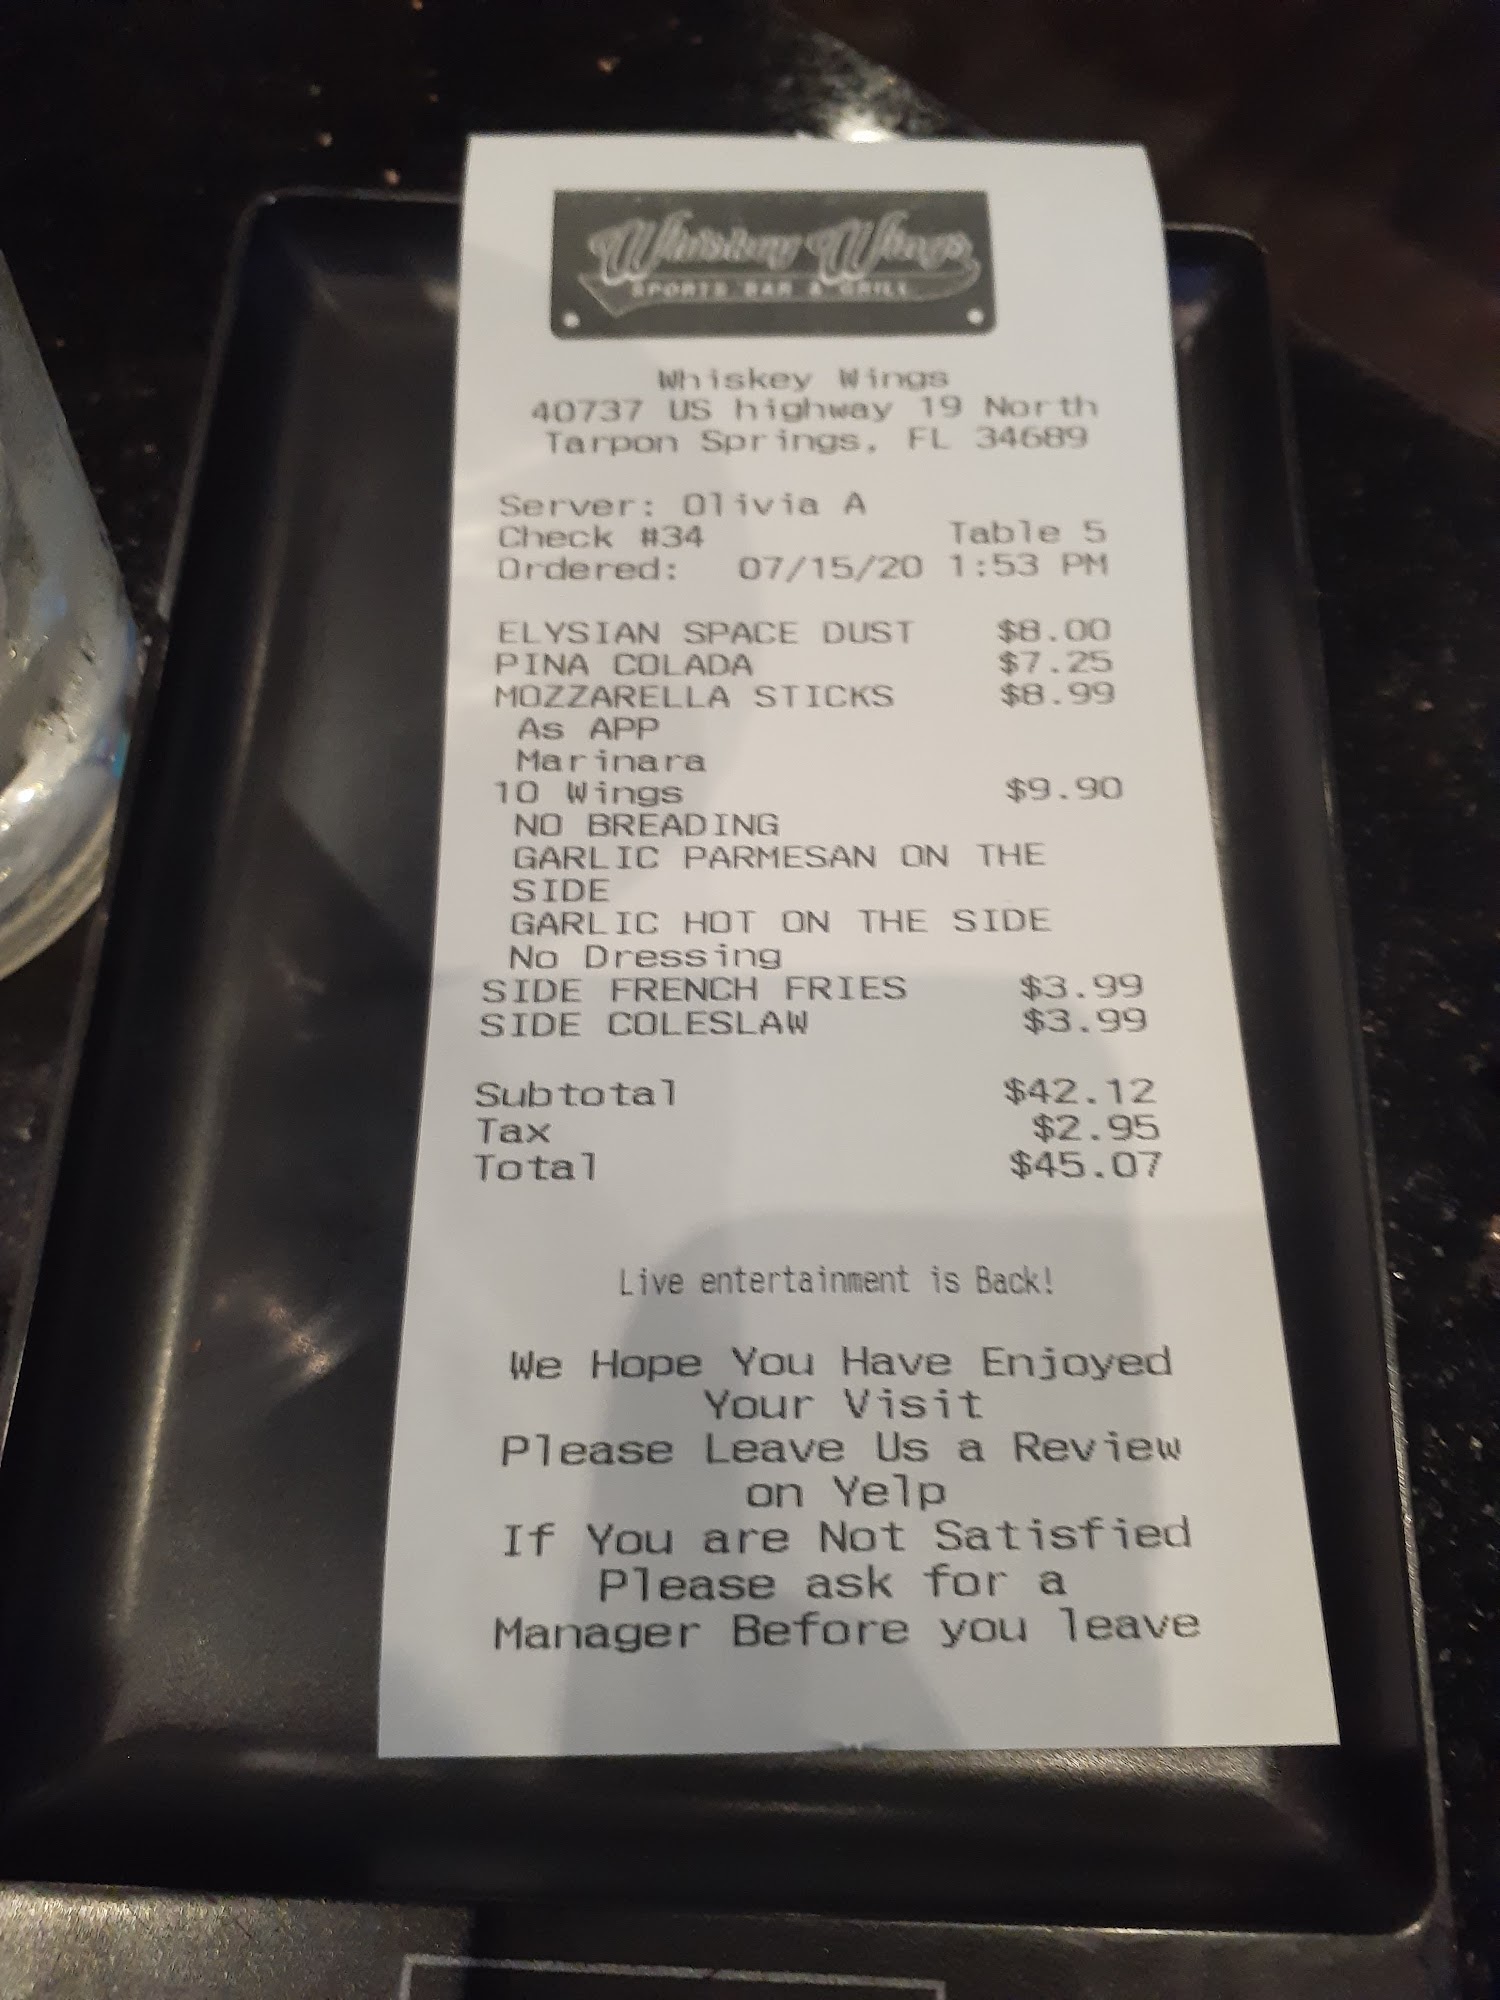 Whiskey Wings
SPORTS BAR & GRILL
Whiskey Wings
40737 US highway 19 North
Tarpon Springs, FL 34689
Server: Olivia A
Check #34 Table 5
Ordered: 07/15/20 1:53 PM
ELYSIAN SPACE DUST $8.00
PINA COLADA $7.25
MOZZARELLA STICKS $8.99
As APP
Marinara
10 Wings $9.90
NO BREADING
GARLIC PARMESAN ON THE
SIDE
GARLIC HOT ON THE SIDE
No Dressing
SIDE FRENCH FRIES $3.99
SIDE COLESLAW $3.99
Subtotal $42.12
Tax $2.95
Total $45.07
Live entertainment is Back!
We Hope You Have Enjoyed
Your Visit
Please Leave Us a Review
on Yelp
If You are Not Satisfied
Please ask for a
Manager Before you leave